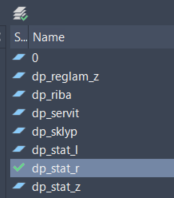 S... Name
0
dp_reglam_z
dp_riba
dp_servit
dp_sklyp
dp_stat_l
dp_stat_r
dp_stat_z